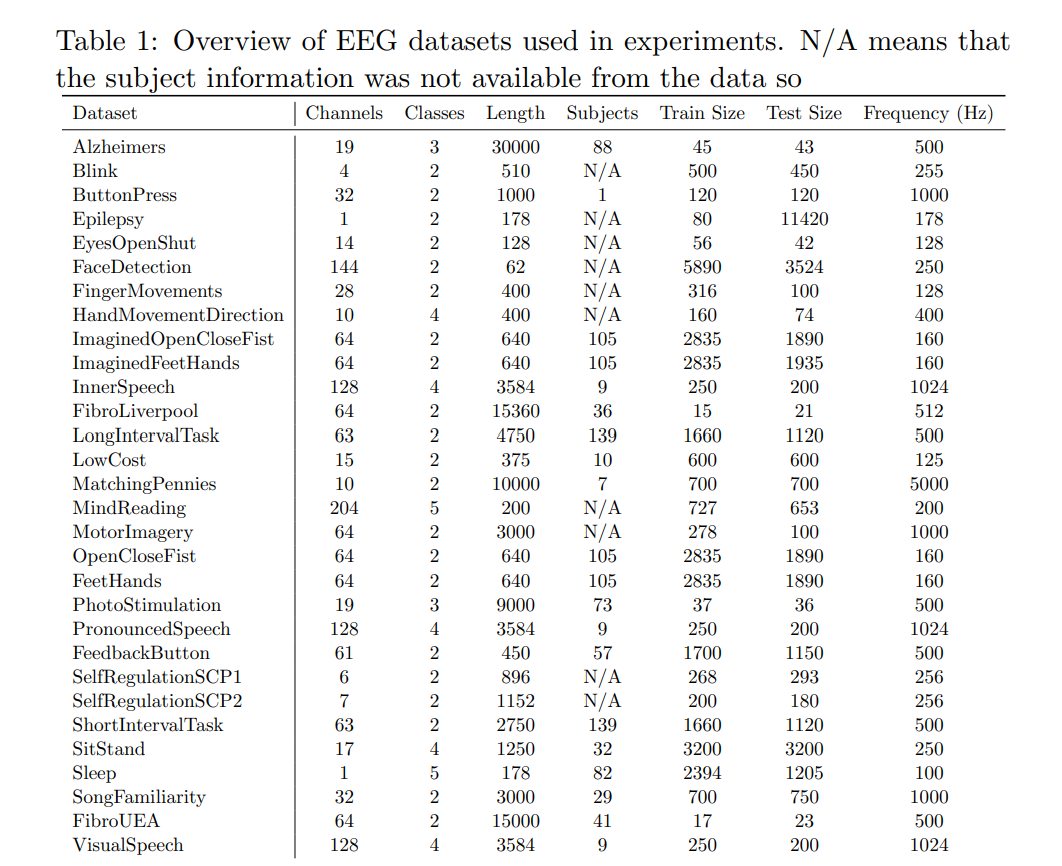 Table 1: Overview of EEG datasets used in experiments. N/A means that
the subject information was not available from the data so
Dataset Channels Classes Length Subjects Train Size Test Size Frequency (Hz)
Alzheimers 19 3 30000 88 45 43 500
Blink 4 2 510 N/A 500 450 255
ButtonPress 32 2 1000 1 120 120 1000
Epilepsy 1 2 178 N/A 80 11420 178
EyesOpenShut 14 2 128 N/A 56 42 128
FaceDetection 144 2 62 N/A 5890 3524 250
FingerMovements 28 2 400 N/A 316 100 128
HandMovementDirection 10 4 400 N/A 160 74 400
ImaginedOpenCloseFist 64 2 640 105 2835 1890 160
ImaginedFeetHands 64 2 640 105 2835 1935 160
InnerSpeech 128 4 3584 9 250 200 1024
FibroLiverpool 64 2 15360 36 15 21 512
LongIntervalTask 63 2 4750 139 1660 1120 500
LowCost 15 2 375 10 600 600 125
MatchingPennies 10 2 10000 7 700 700 5000
MindReading 204 5 200 N/A 727 653 200
MotorImagery 64 2 3000 N/A 278 100 1000
OpenCloseFist 64 2 640 105 2835 1890 160
FeetHands 64 2 640 105 2835 1890 160
PhotoStimulation 19 3 9000 73 37 36 500
PronouncedSpeech 128 4 3584 9 250 200 1024
FeedbackButton 61 2 450 57 1700 1150 500
SelfRegulationSCP1 6 2 896 N/A 268 293 256
SelfRegulationSCP2 7 2 1152 N/A 200 180 256
ShortIntervalTask 63 2 2750 139 1660 1120 500
SitStand 17 4 1250 32 3200 3200 250
Sleep 1 5 178 82 2394 1205 100
SongFamiliarity 32 2 3000 29 700 750 1000
FibroUEA 64 2 15000 41 17 23 500
VisualSpeech 128 4 3584 9 250 200 1024